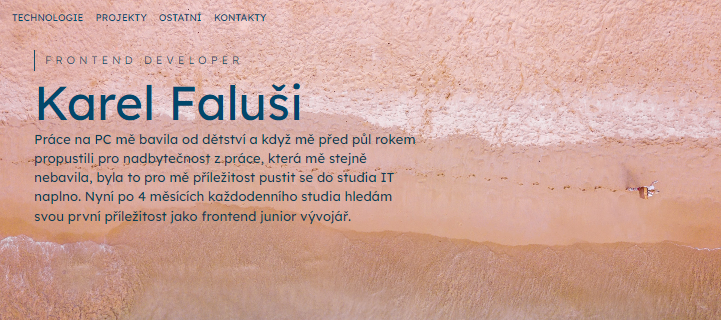 TECHNOLOGIE PROJEKTY OSTATNÍ KONTAKTY
FRONTEND DEVELOPER
Karel Faluši
Práce na PC mě bavila od dětství a když mě před půl rokem
propustili pro nadbytečnost z práce, která mě stejně
nebavila, byla to pro mě příležitost pustit se do studia IT
naplno. Nyní po 4 měsících každodenního studia hledám
svou první příležitost jako frontend junior vývojář.